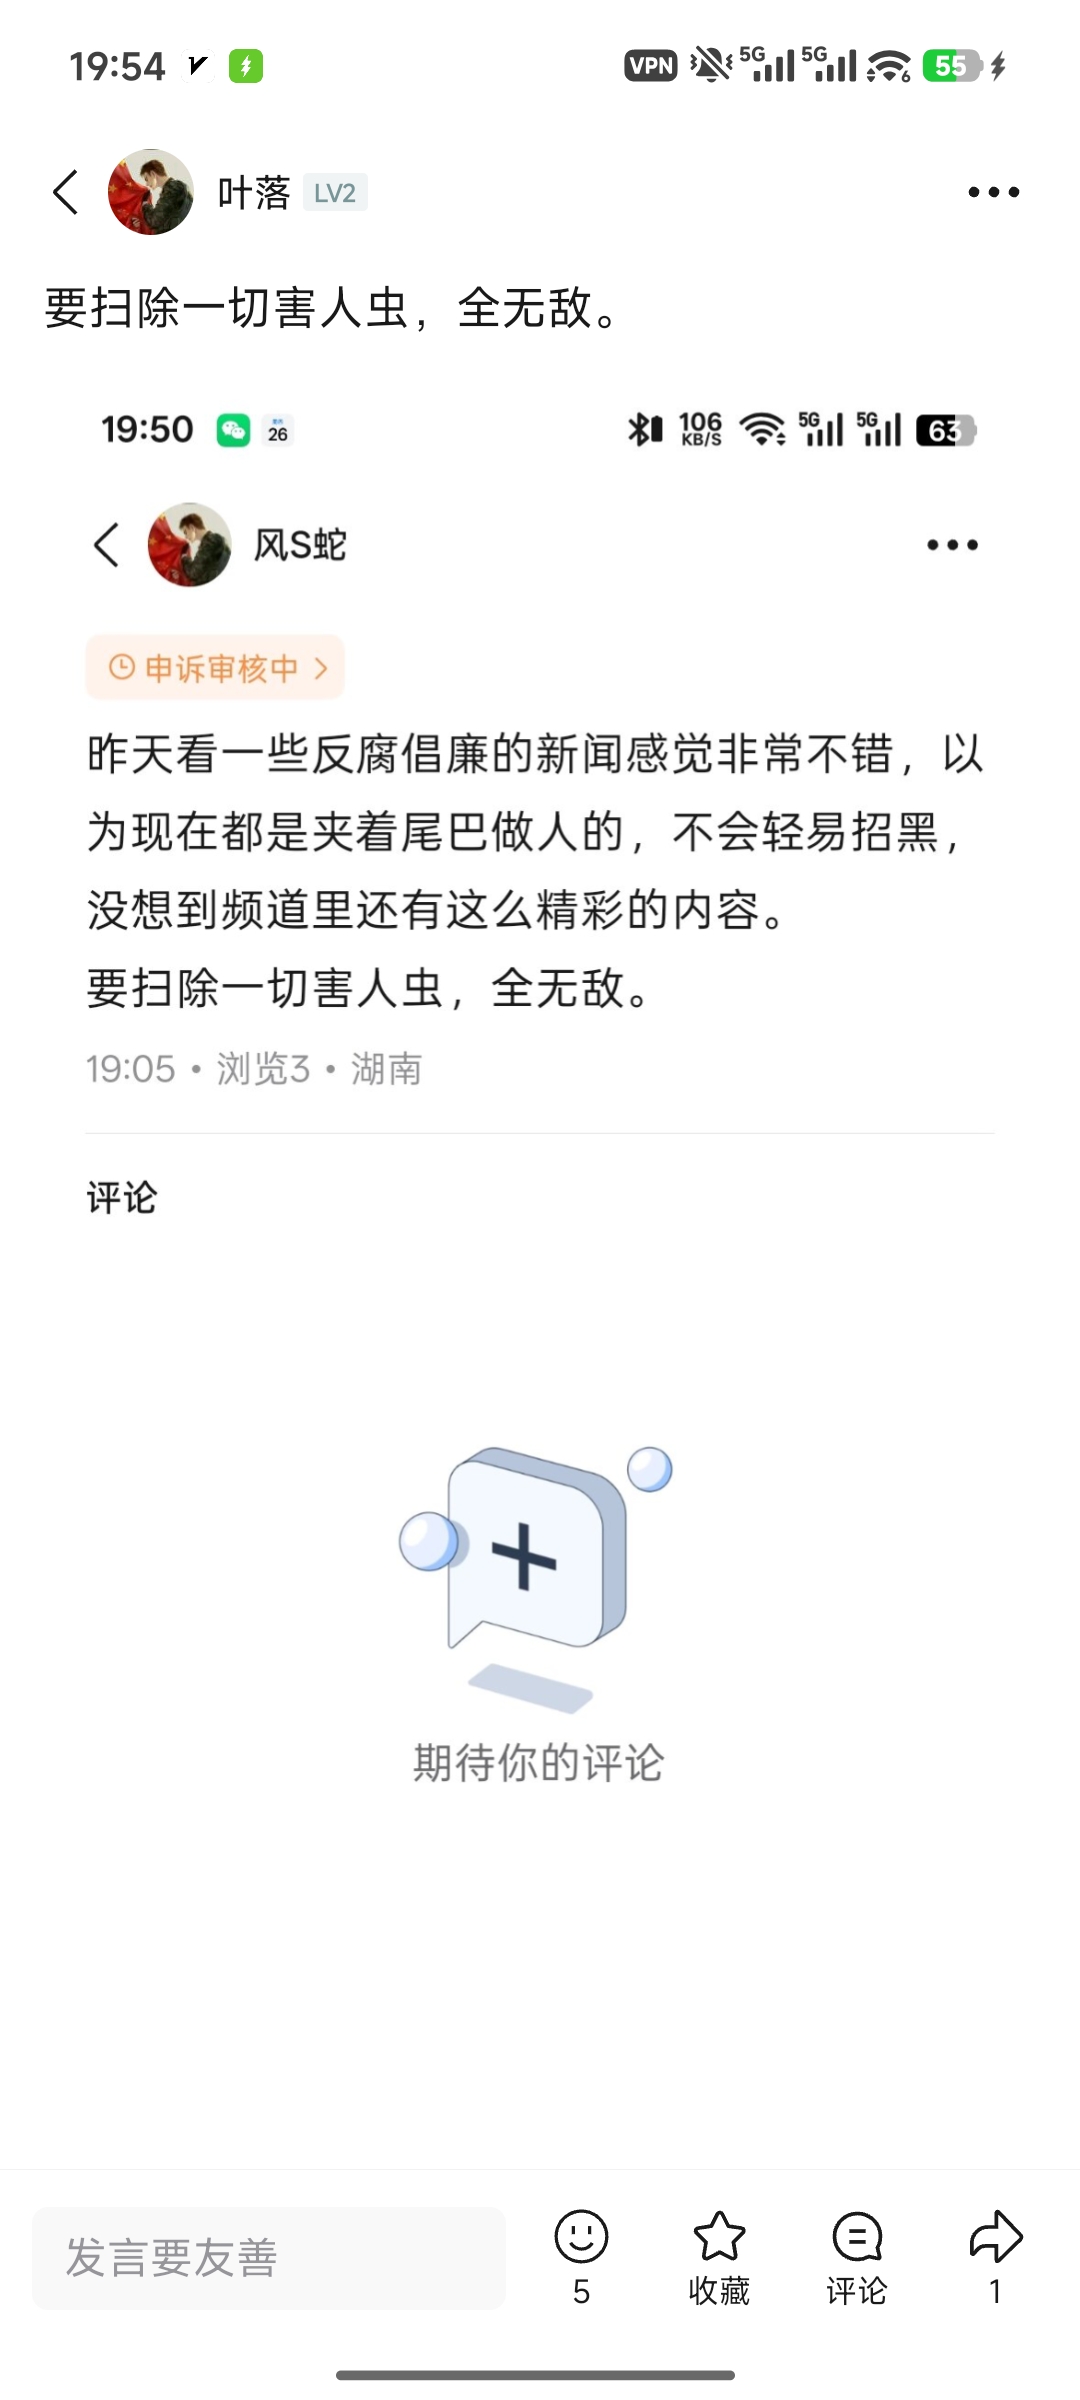 19:54
VPN 5G 5G 6 55
叶落 LV2
要扫除一切害人虫，全无敌。
19:50 26 106 KB/S 5G 5G 63
风S蛇
申诉审核中
昨天看一些反腐倡廉的新闻感觉非常不错，以
为现在都是夹着尾巴做人的，不会轻易招黑，
没想到频道里还有这么精彩的内容。
要扫除一切害人虫，全无敌。
19:05 • 浏览3 • 湖南
评论
期待你的评论
发言要友善
5 收藏 评论 1